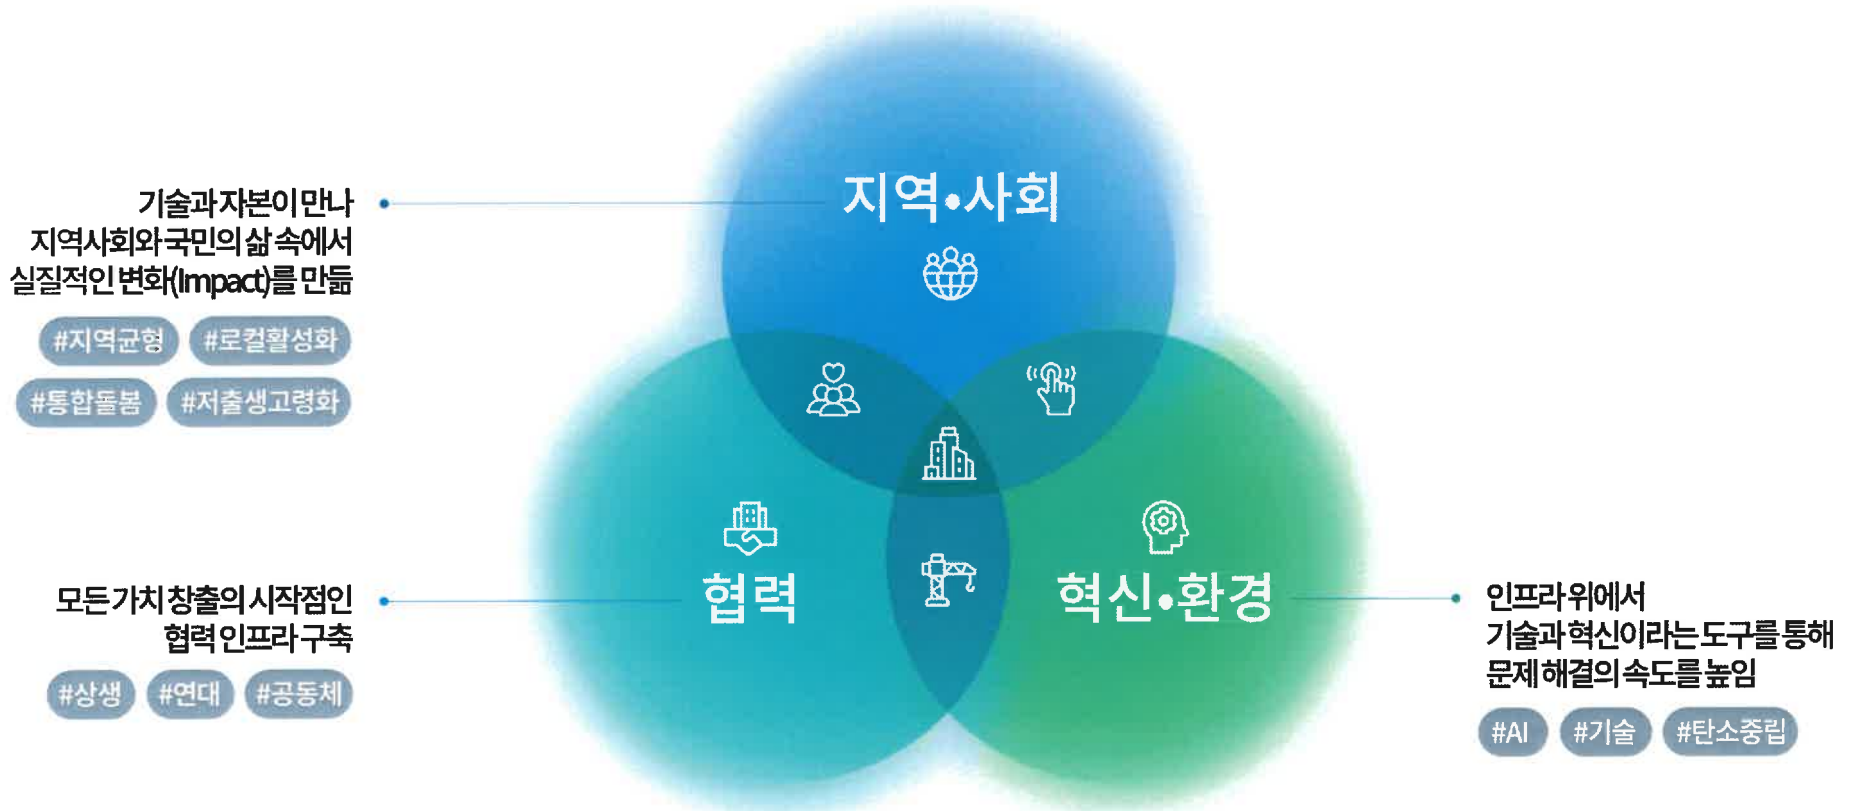 지역•사회
기술과 자본이 만나
지역사회와 국민의 삶 속에서
실질적인 변화(Impact)를 만듦
#지역균형 #로컬활성화
#통합돌봄 #저출생고령화
협력
모든 가치 창출의 시작점인
협력 인프라 구축
#상생 #연대 #공동체
혁신•환경
인프라 위에서
기술과 혁신이라는 도구를 통해
문제 해결의 속도를 높임
#AI #기술 #탄소중립